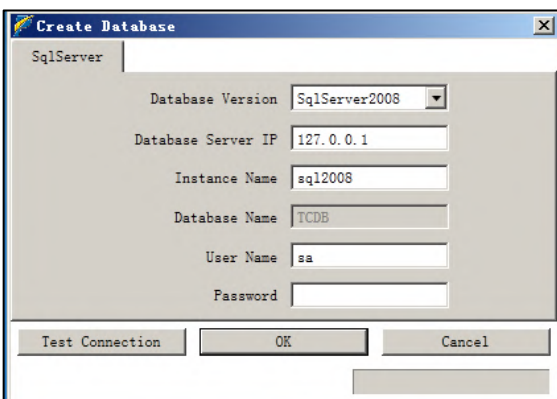 Create Database
SqlServer
Database Version SqlServer2008
Database Server IP 127.0.0.1
Instance Name sql2008
Database Name TCDB
User Name sa
Password
Test Connection OK Cancel